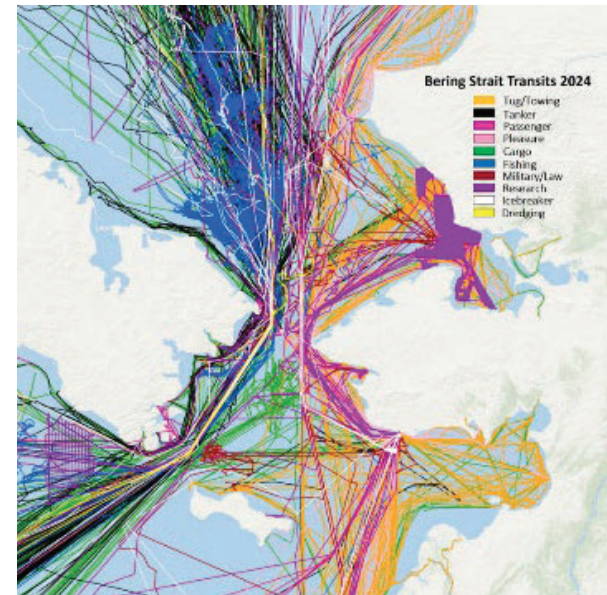 Bering Strait Transits 2024
Tug/Towing
Tanker
Passenger
Pleasure
Cargo
Fishing
Military/Law
Research
Icebreaker
Dredging